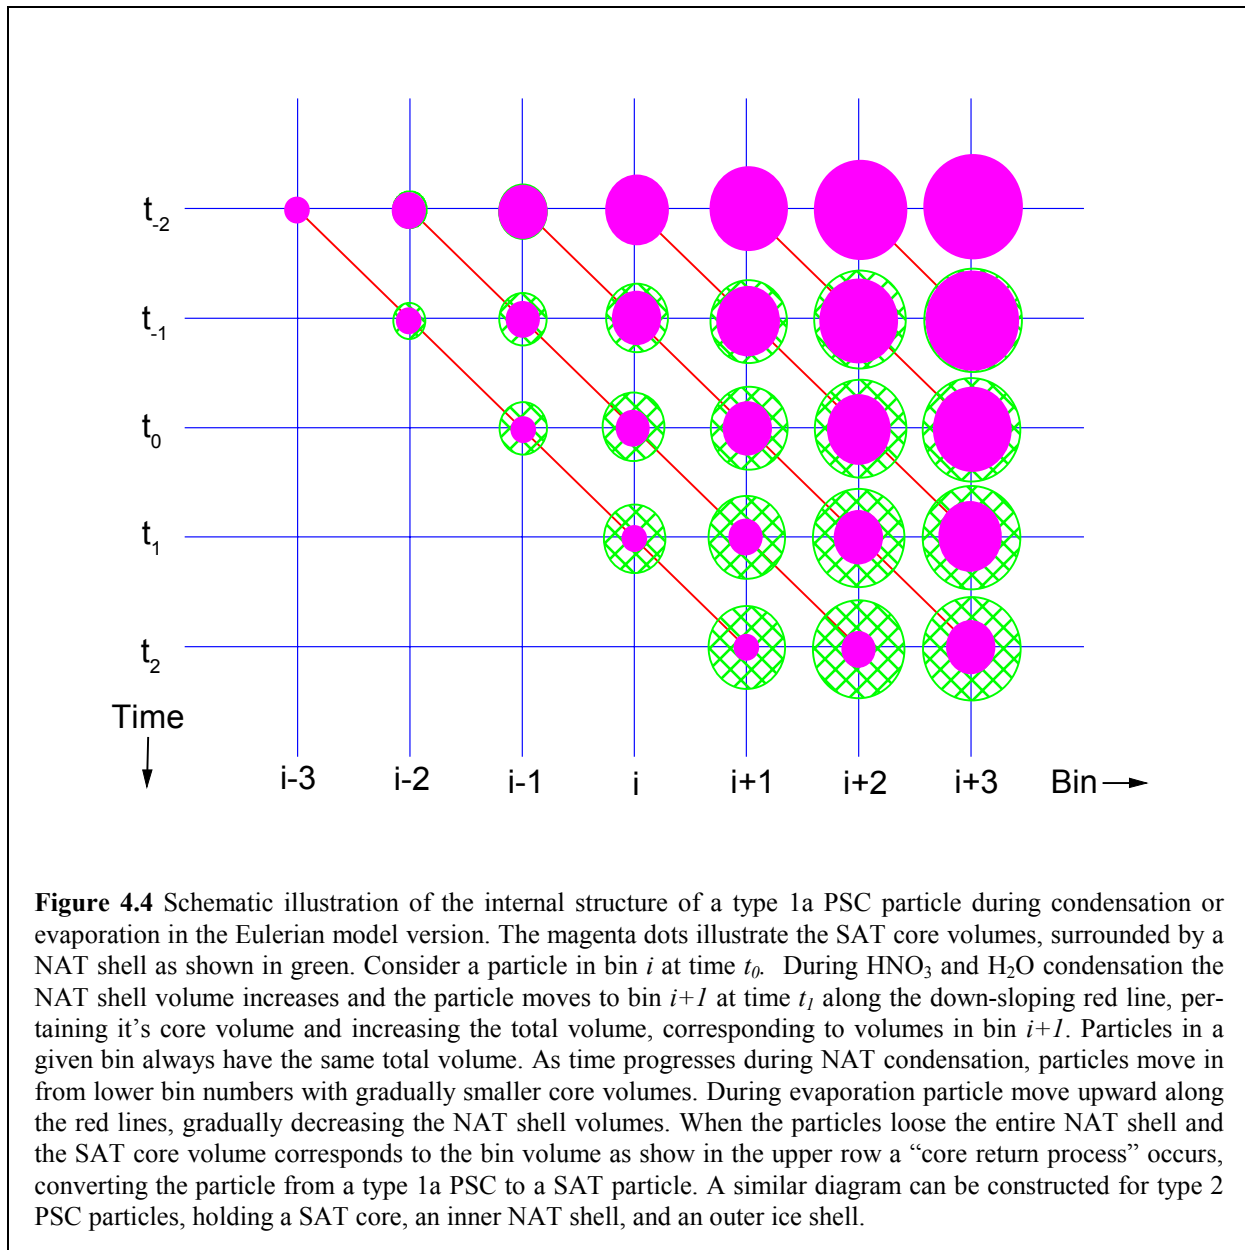 t-2
t-1
t0
t1
t2
Time
i-3 i-2 i-1 i i+1 i+2 i+3 Bin
Figure 4.4 Schematic illustration of the internal structure of a type 1a PSC particle during condensation or
evaporation in the Eulerian model version. The magenta dots illustrate the SAT core volumes, surrounded by a
NAT shell as shown in green. Consider a particle in bin i at time t0. During HNO3 and H2O condensation the
NAT shell volume increases and the particle moves to bin i+1 at time t1 along the down-sloping red line, per-
taining it's core volume and increasing the total volume, corresponding to volumes in bin i+1. Particles in a
given bin always have the same total volume. As time progresses during NAT condensation, particles move in
from lower bin numbers with gradually smaller core volumes. During evaporation particle move upward along
the red lines, gradually decreasing the NAT shell volumes. When the particles loose the entire NAT shell and
the SAT core volume corresponds to the bin volume as show in the upper row a “core return process” occurs,
converting the particle from a type 1a PSC to a SAT particle. A similar diagram can be constructed for type 2
PSC particles, holding a SAT core, an inner NAT shell, and an outer ice shell.